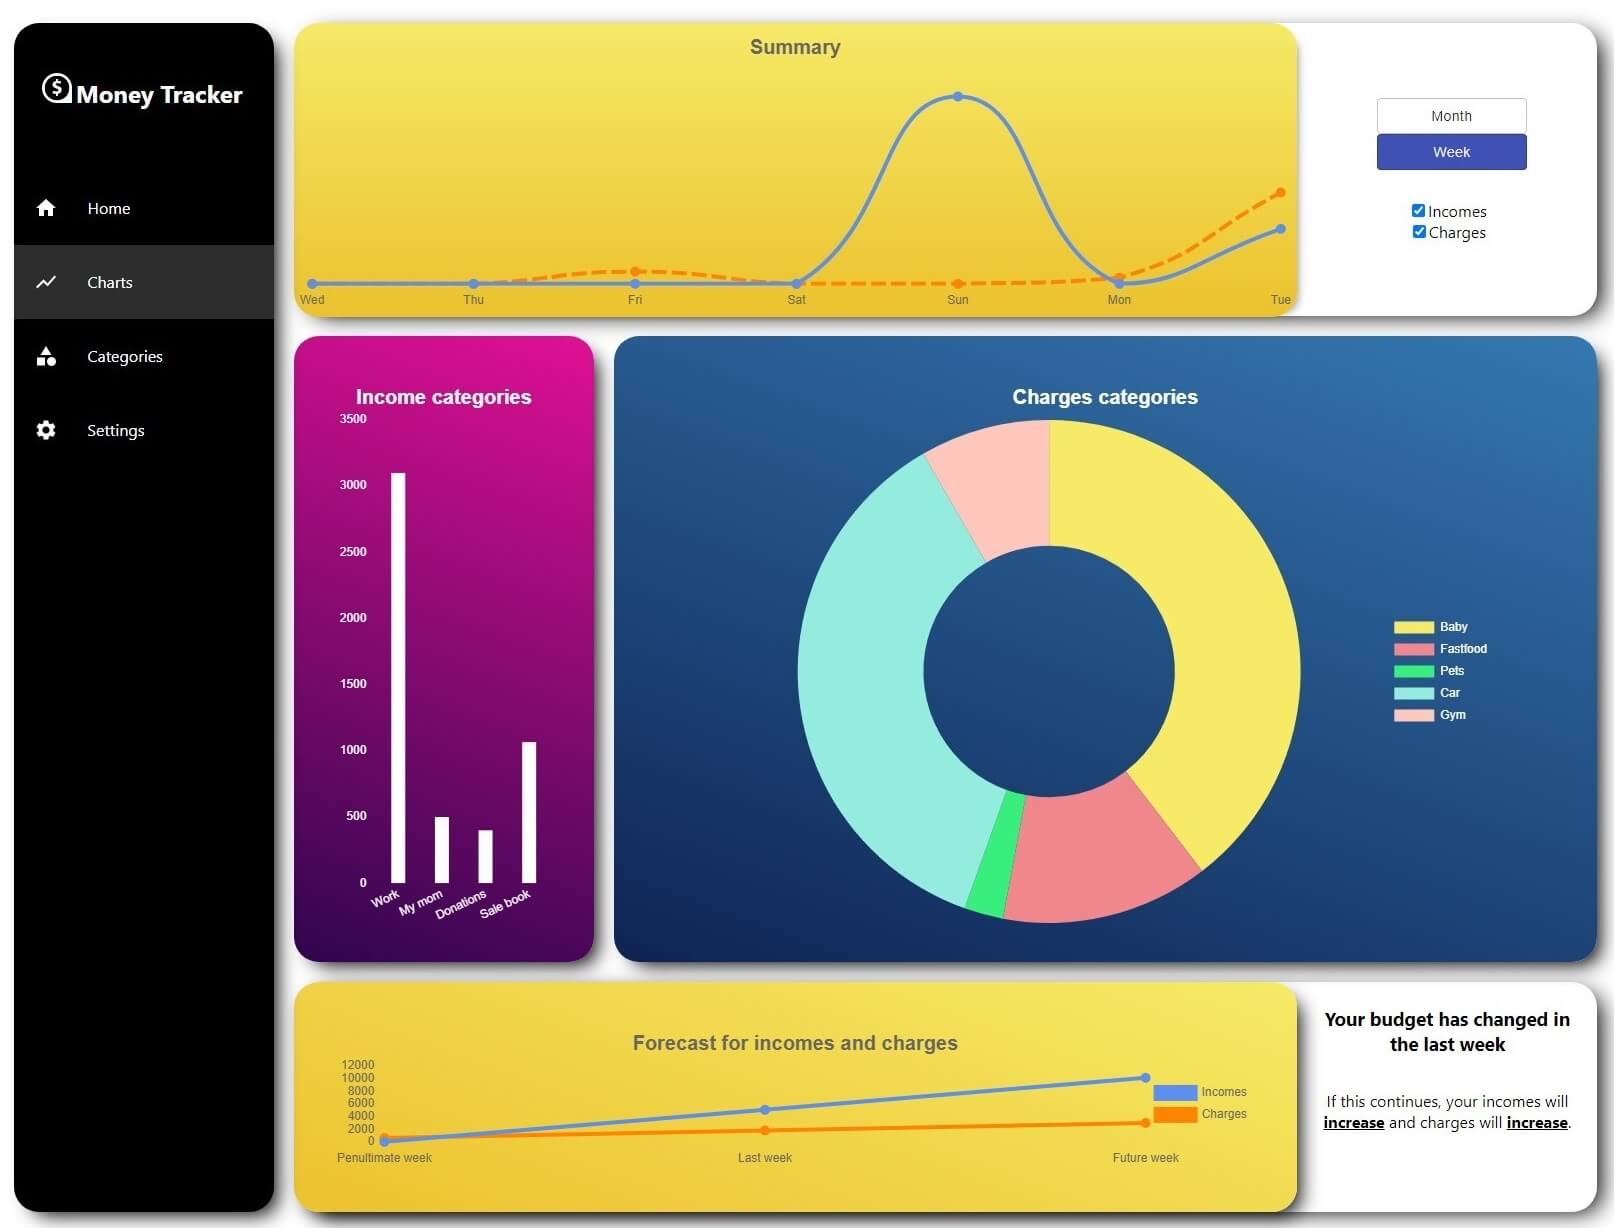 Money Tracker
Home
Charts
Categories
Settings
Summary
Wed Thu Fri Sat Sun Mon Tue
Month
Week
Incomes
Charges
Income categories
3500
3000
2500
2000
1500
1000
500
0
Work My mom Donations Sale book
Charges categories
Baby
Fastfood
Pets
Car
Gym
Forecast for incomes and charges
12000
10000
8000
6000
4000
2000
0
Penultimate week Last week Future week
Incomes
Charges
Your budget has changed in
the last week
If this continues, your incomes will
increase and charges will increase.